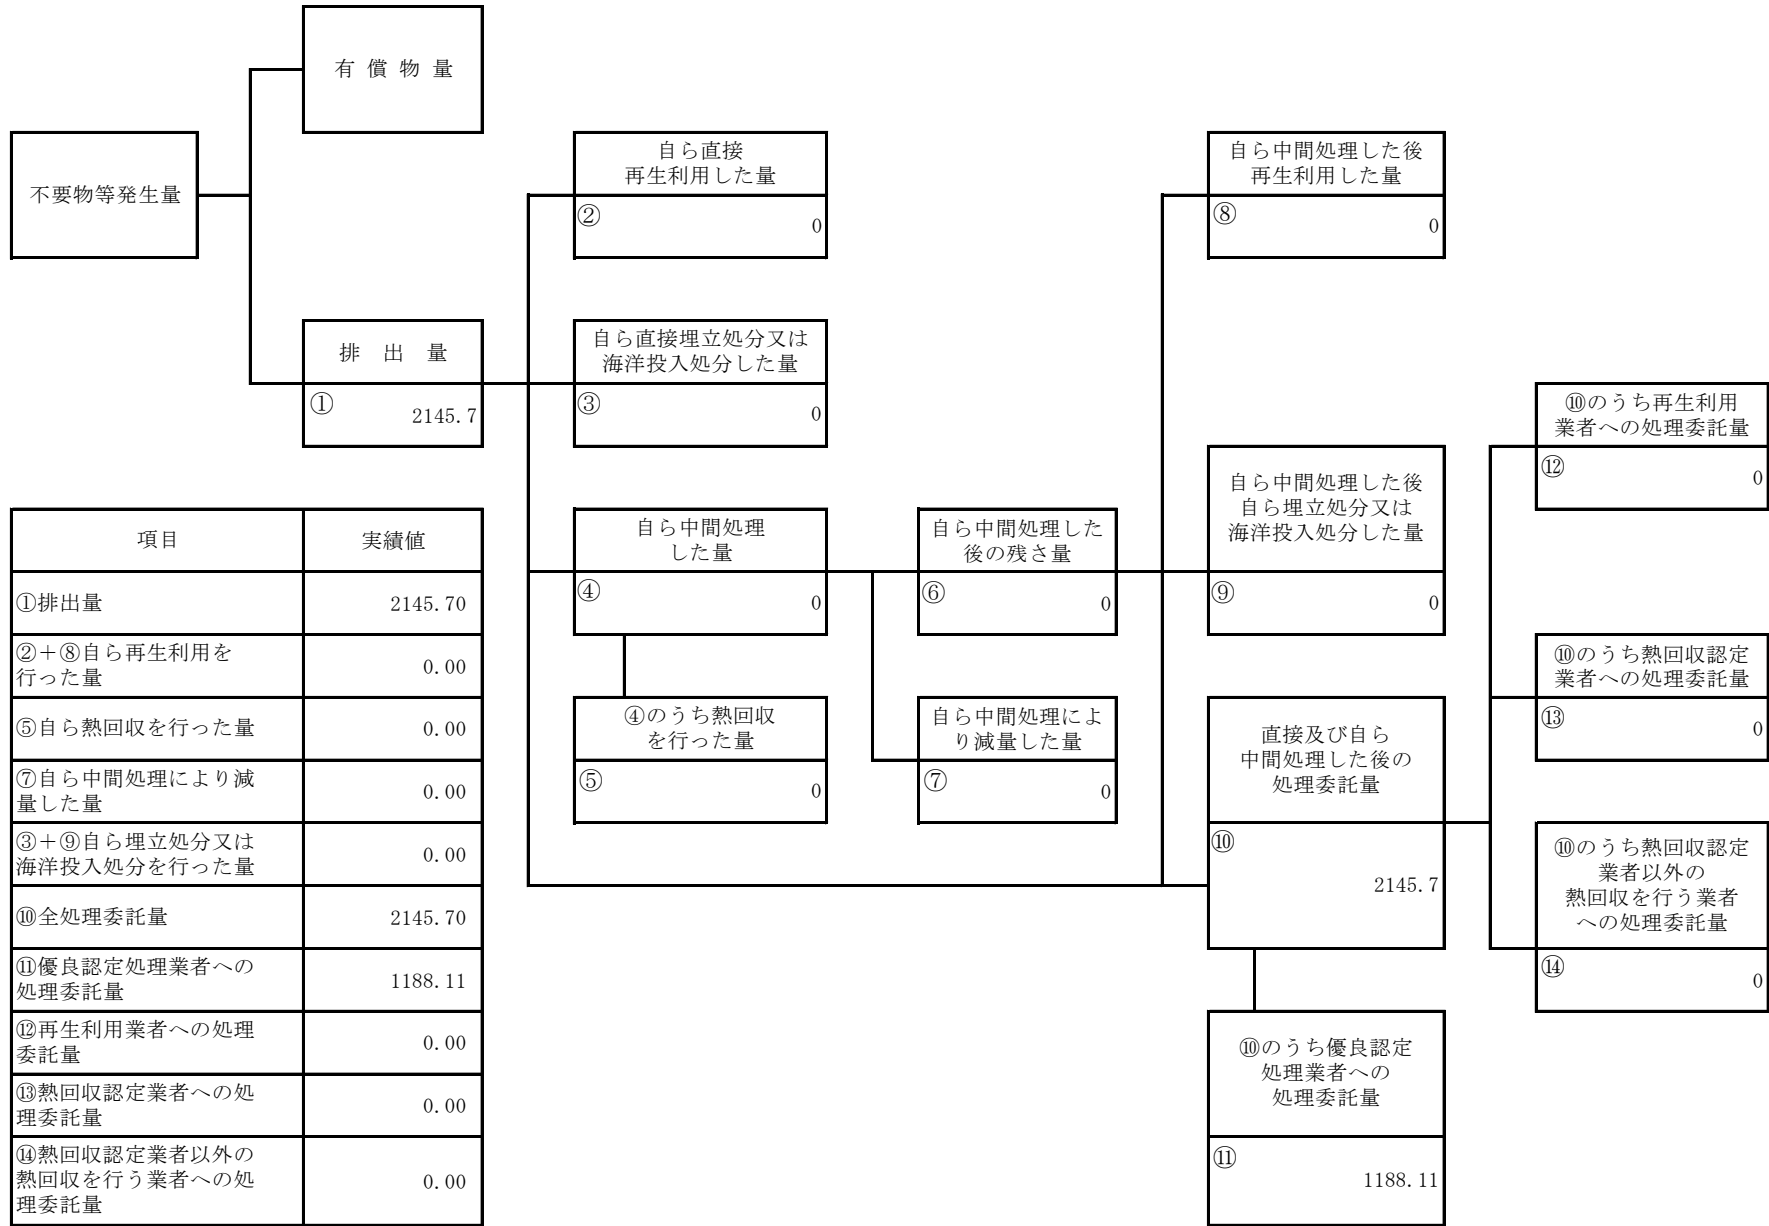 有 償 物 量
不要物等発生量
排 出 量
①
2145.7
自ら直接
再生利用した量
②
0
自ら直接埋立処分又は
海洋投入処分した量
③
0
自ら中間処理
した量
④
0
④のうち熱回収
を行った量
⑤
0
自ら中間処理した
後の残さ量
⑥
0
自ら中間処理によ
り減量した量
⑦
0
自ら中間処理した後
再生利用した量
⑧
0
自ら中間処理した後
自ら埋立処分又は
海洋投入処分した量
⑨
0
直接及び自ら
中間処理した後の
処理委託量
⑩
2145.7
⑩のうち優良認定
処理業者への
処理委託量
⑪
1188.11
⑩のうち再生利用
業者への処理委託量
⑫
0
⑩のうち熱回収認定
業者への処理委託量
⑬
0
⑩のうち熱回収認定
業者以外の
熱回収を行う業者
への処理委託量
⑭
0
項目 実績値
①排出量 2145.70
②+⑧自ら再生利用を
行った量 0.00
⑤自ら熱回収を行った量 0.00
⑦自ら中間処理により減
量した量 0.00
③+⑨自ら埋立処分又は
海洋投入処分を行った量 0.00
⑩全処理委託量 2145.70
⑪優良認定処理業者への
処理委託量 1188.11
⑫再生利用業者への処理
委託量 0.00
⑬熱回収認定業者への処
理委託量 0.00
⑭熱回収認定業者以外の
熱回収を行う業者への処
理委託量 0.00